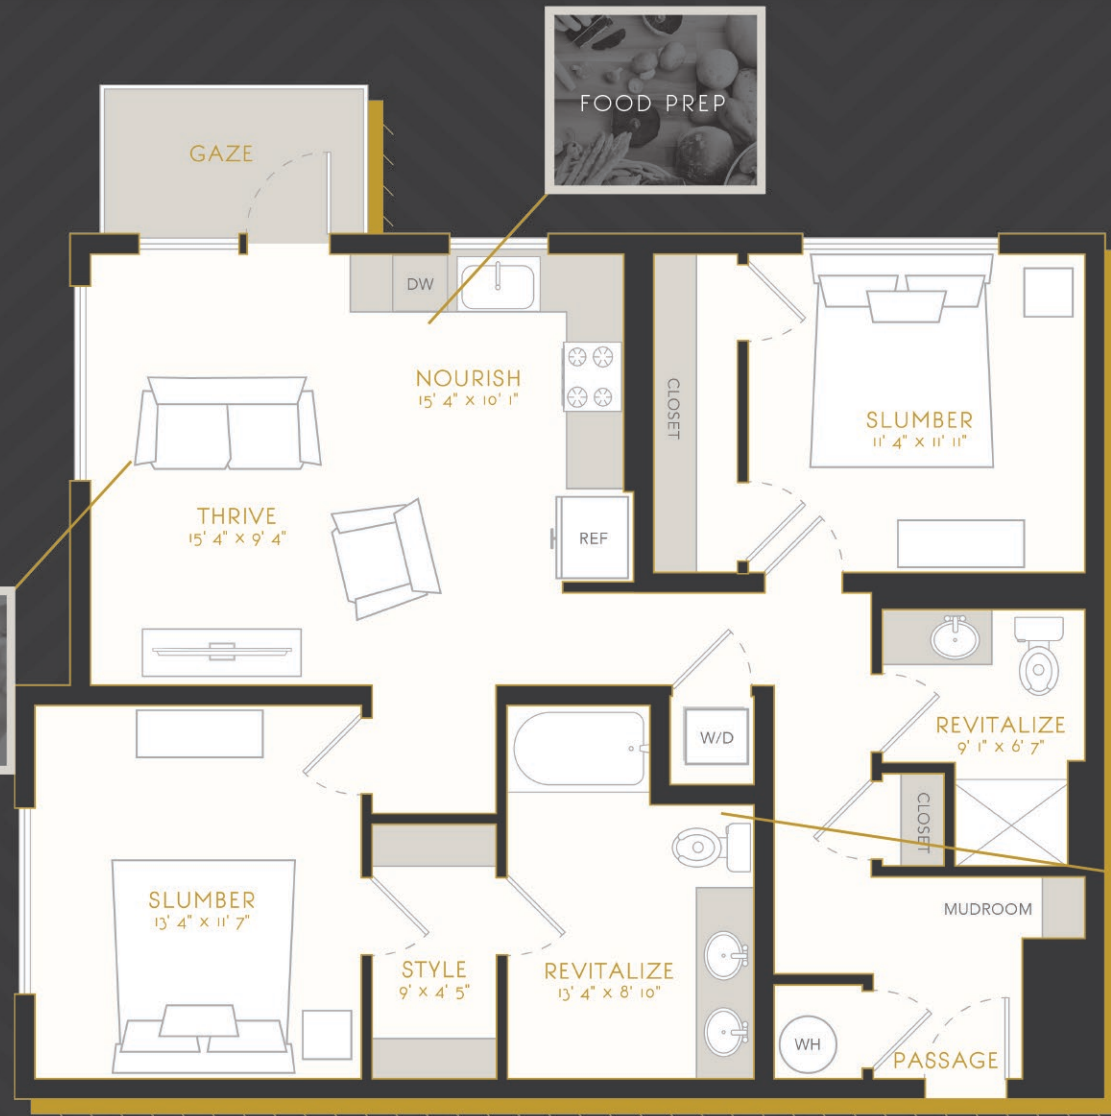 FOOD PREP
GAZE
DW
NOURISH
15' 4" X 10' 1"
CLOSET
SLUMBER
11' 4" X 11' 11"
THRIVE
15' 4" X 9' 4"
REF
REVITALIZE
9' 1" X 6' 7"
W/D
CLOSET
SLUMBER
13' 4" X 11' 7"
MUDROOM
STYLE
9' X 4' 5"
REVITALIZE
13' 4" X 8' 10"
WH
PASSAGE